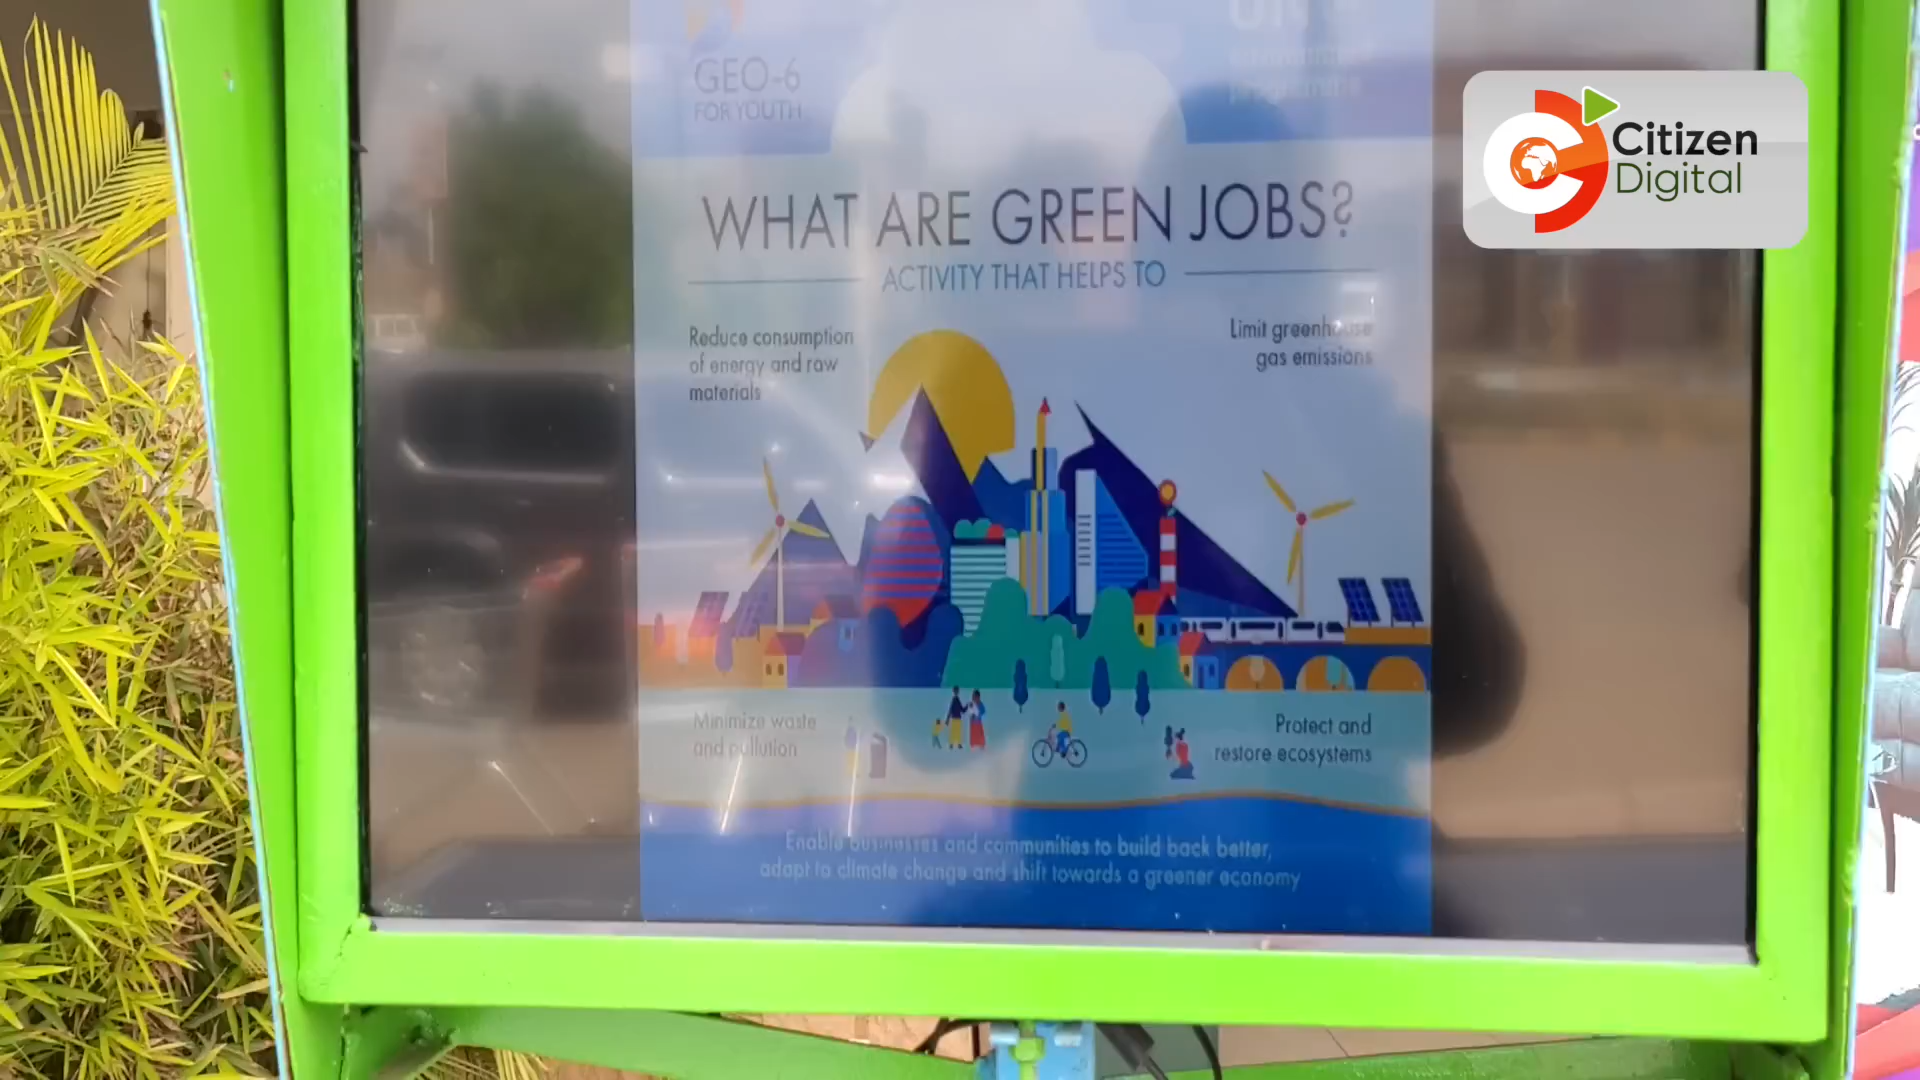 GEO-6
FOR YOUTH
programme
Citizen
Digital
WHAT ARE GREEN JOBS?
ACTIVITY THAT HELPS TO
Reduce consumption
of energy and raw
materials
Limit greenhouse
gas emissions
Minimize waste
and pollution
Protect and
restore ecosystems
Enable businesses and communities to build back better,
adapt to climate change and shift towards a greener economy